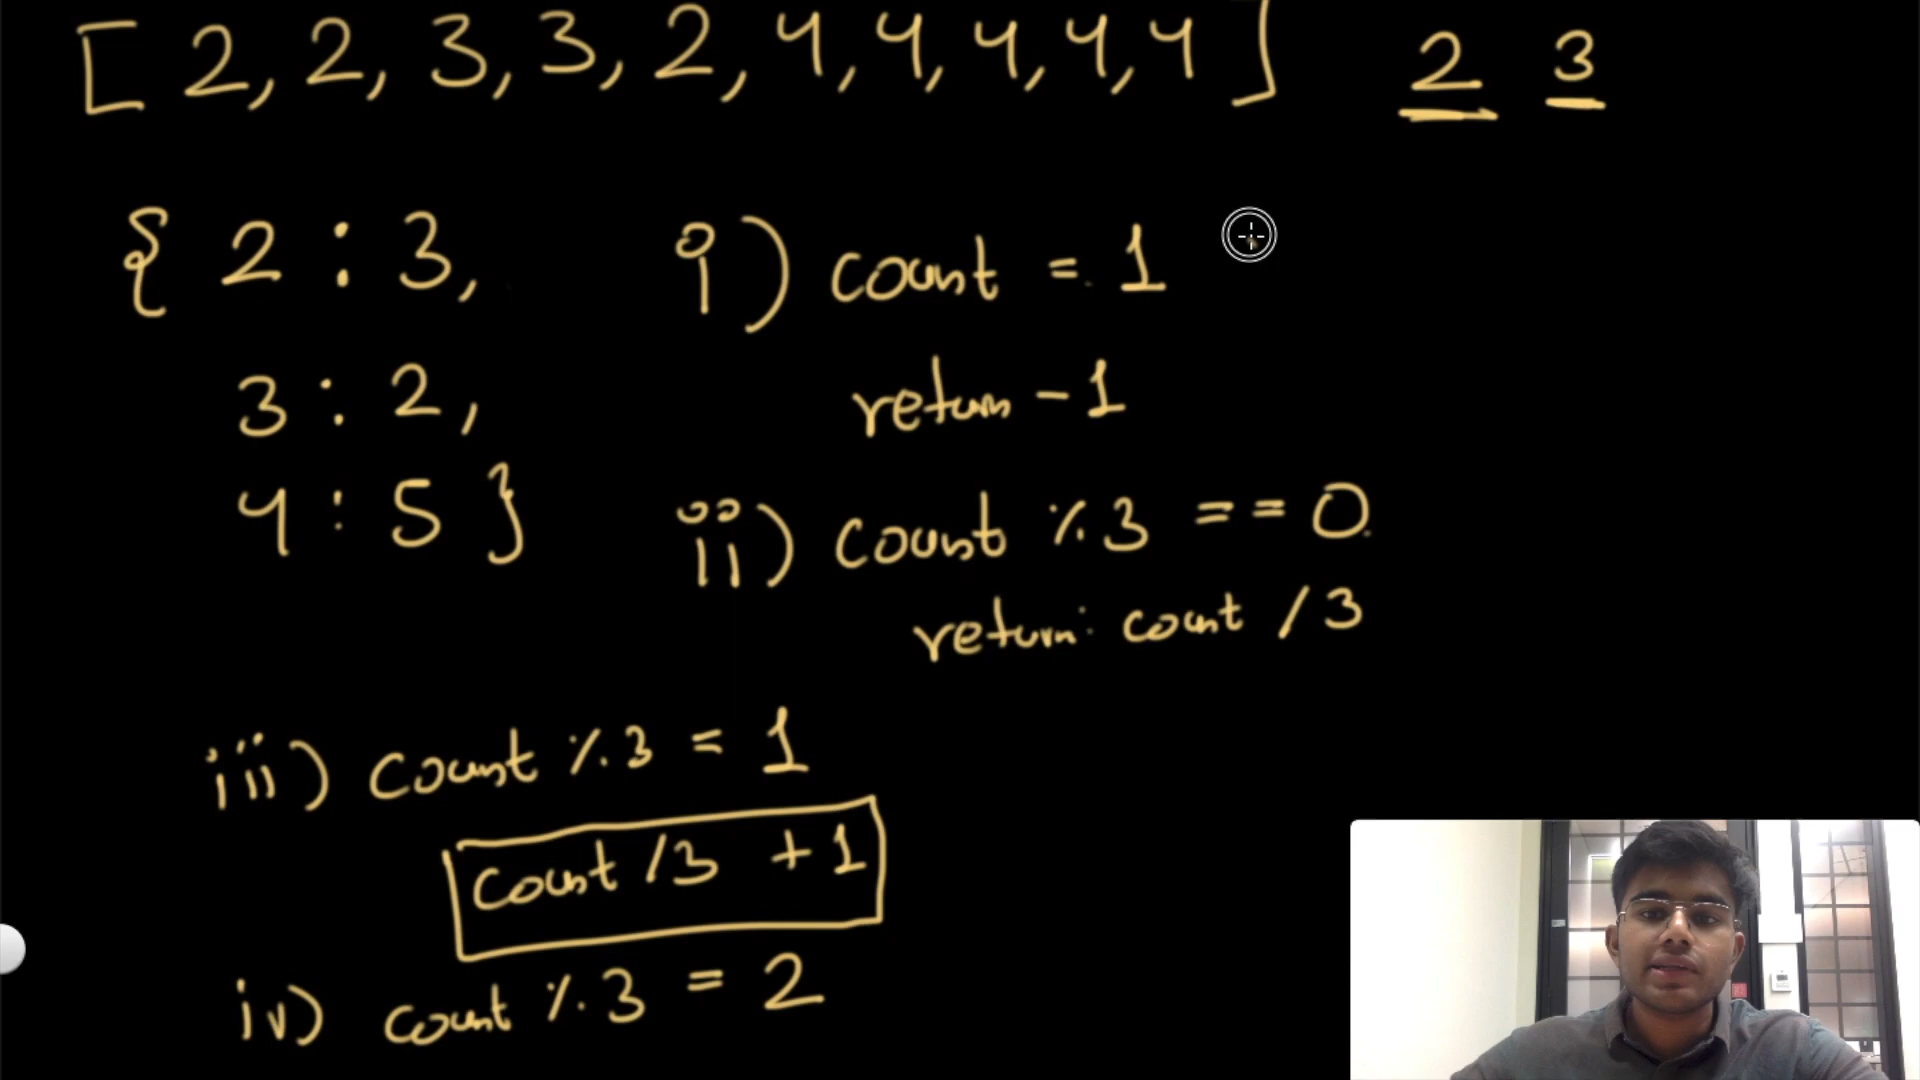 [ 2, 2, 3, 3, 2, 4, 4, 4, 4, 4 ] 2 3
{ 2 : 3,
3 : 2,
4 : 5 }
i) count = 1
return -1
ii) count % 3 == 0
return: count / 3
iii) count % 3 = 1
count / 3 + 1
iv) count % 3 = 2